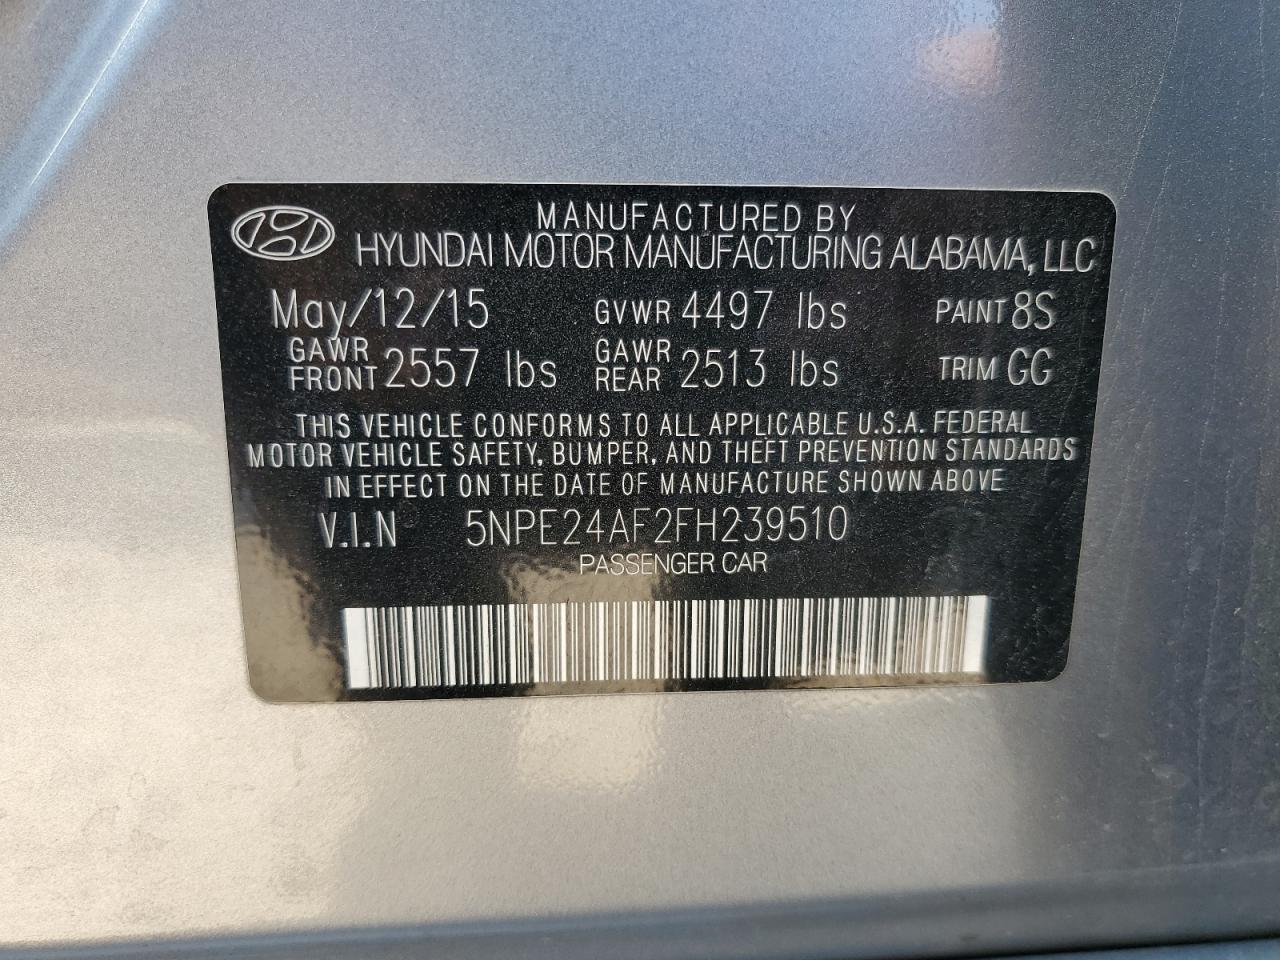 MANUFACTURED BY
HYUNDAI MOTOR MANUFACTURING ALABAMA, LLC
May/12/15 GVWR 4497 lbs PAINT 8S
GAWR FRONT 2557 lbs GAWR REAR 2513 lbs TRIM GG
THIS VEHICLE CONFORMS TO ALL APPLICABLE U.S.A. FEDERAL
MOTOR VEHICLE SAFETY, BUMPER, AND THEFT PREVENTION STANDARDS
IN EFFECT ON THE DATE OF MANUFACTURE SHOWN ABOVE
V.I.N 5NPE24AF2FH239510
PASSENGER CAR